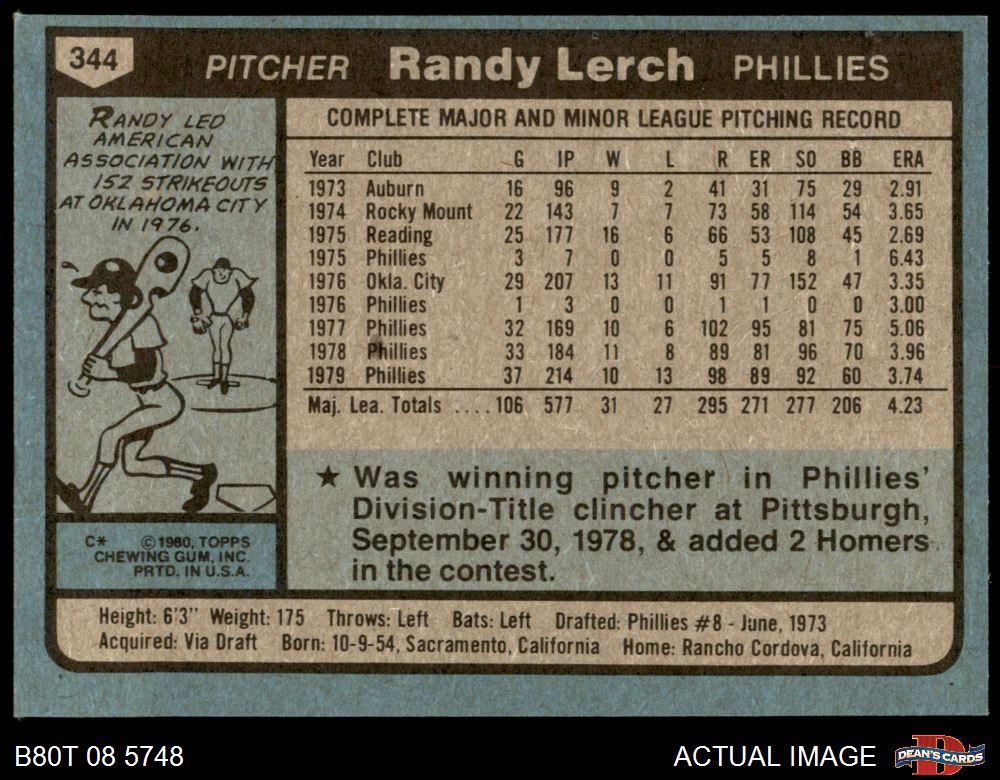 344 PITCHER Randy Lerch PHILLIES
RANDY LED
AMERICAN
ASSOCIATION WITH
152 STRIKEOUTS
AT OKLAHOMA CITY
IN 1976.
C* ©1980, TOPPS
CHEWING GUM, INC.
PRTD. IN U.S.A.
COMPLETE MAJOR AND MINOR LEAGUE PITCHING RECORD
Year Club G IP W L R ER SO BB ERA
1973 Auburn 16 96 9 2 41 31 75 29 2.91
1974 Rocky Mount 22 143 7 7 73 58 114 54 3.65
1975 Reading 25 177 16 6 66 53 108 45 2.69
1975 Phillies 3 7 0 0 5 5 8 1 6.43
1976 Okla. City 29 207 13 11 91 77 152 47 3.35
1976 Phillies 1 3 0 0 1 1 0 0 3.00
1977 Phillies 32 169 10 6 102 95 81 75 5.06
1978 Phillies 33 184 11 8 89 81 96 70 3.96
1979 Phillies 37 214 10 13 98 89 92 60 3.74
Maj. Lea. Totals ....106 577 31 27 295 271 277 206 4.23
★ Was winning pitcher in Phillies'
Division-Title clincher at Pittsburgh,
September 30, 1978, & added 2 Homers
in the contest.
Height: 6'3" Weight: 175 Throws: Left Bats: Left Drafted: Phillies #8 - June, 1973
Acquired: Via Draft Born: 10-9-54, Sacramento, California Home: Rancho Cordova, California
B80T 08 5748 ACTUAL IMAGE D DEAN'S CARDS